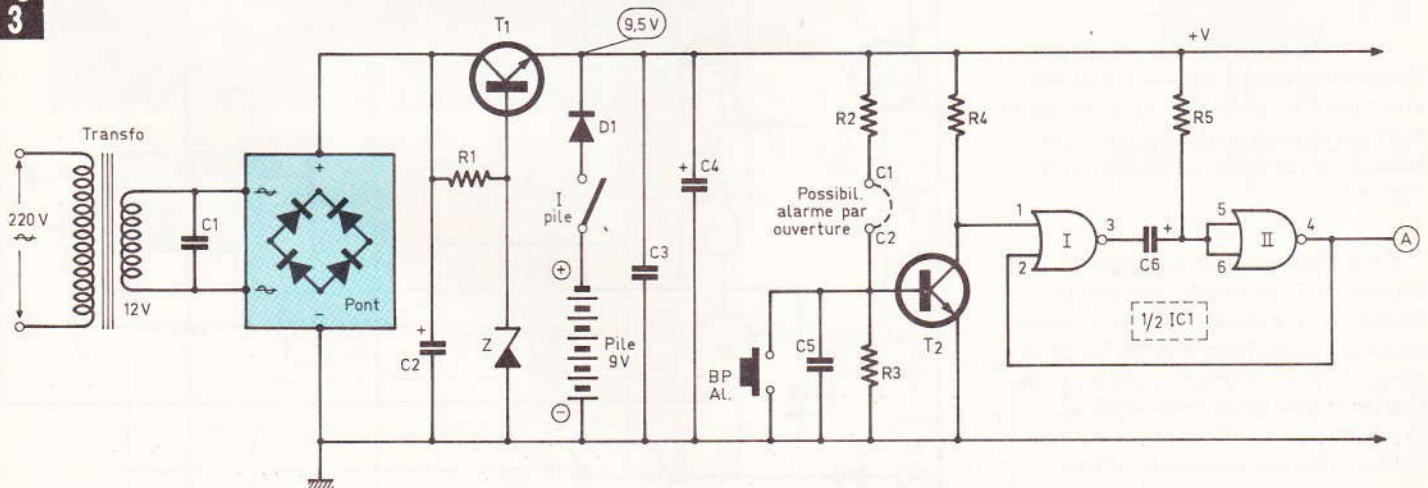 3
T1
9,5 V
+V
Transfo
220 V
12V
C1
+
Pont
−
R1
C2
+
Z
D1
I
pile
Pile
9V
+
−
C3
+
C4
R2
C1
Possibil.
alarme par
ouverture
C2
BP
Al.
C5
R3
T2
R4
1
2
I
3
C6
+
R5
5
6
II
4
A
1/2 IC1